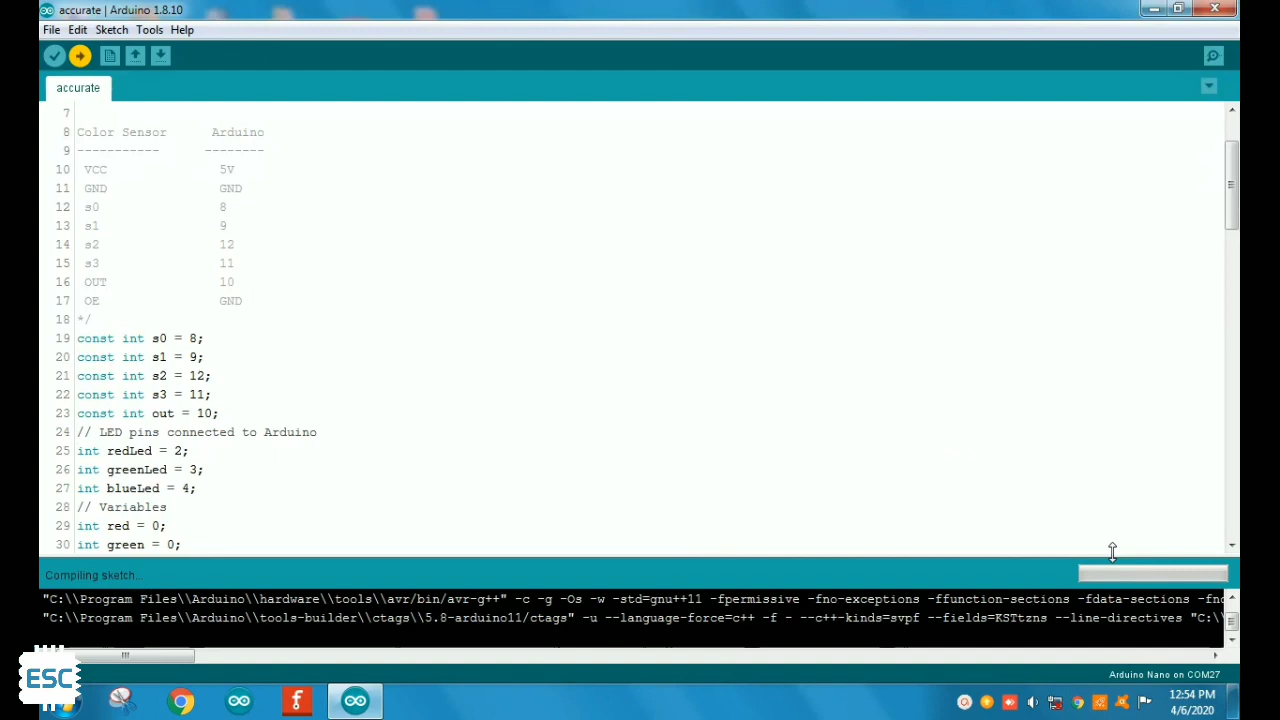 accurate | Arduino 1.8.10
File Edit Sketch Tools Help
accurate
7
8 Color Sensor Arduino
9 ----------- --------
10 VCC 5V
11 GND GND
12 s0 8
13 s1 9
14 s2 12
15 s3 11
16 OUT 10
17 OE GND
18 */
19 const int s0 = 8;
20 const int s1 = 9;
21 const int s2 = 12;
22 const int s3 = 11;
23 const int out = 10;
24 // LED pins connected to Arduino
25 int redLed = 2;
26 int greenLed = 3;
27 int blueLed = 4;
28 // Variables
29 int red = 0;
30 int green = 0;
Compiling sketch...
"C:\\Program Files\\Arduino\\hardware\\tools\\avr/bin/avr-g++" -c -g -Os -w -std=gnu++11 -fpermissive -fno-exceptions -ffunction-sections -fdata-sections -fno
"C:\\Program Files\\Arduino\\tools-builder\\ctags\\5.8-arduino11/ctags" -u --language-force=c++ -f - --c++-kinds=svpf --fields=KSTtzns --line-directives "C:\
Arduino Nano on COM27
ESC
12:54 PM
4/6/2020